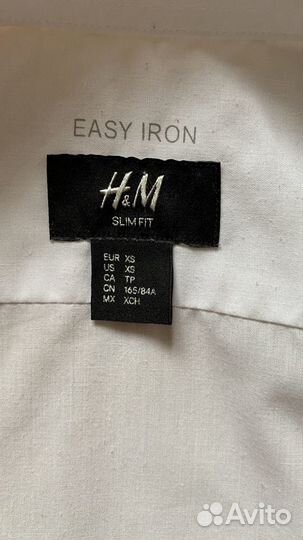 EASY IRON
H&M
SLIM FIT
EUR XS
US XS
CA TP
CN 165/84A
MX XCH
Avito